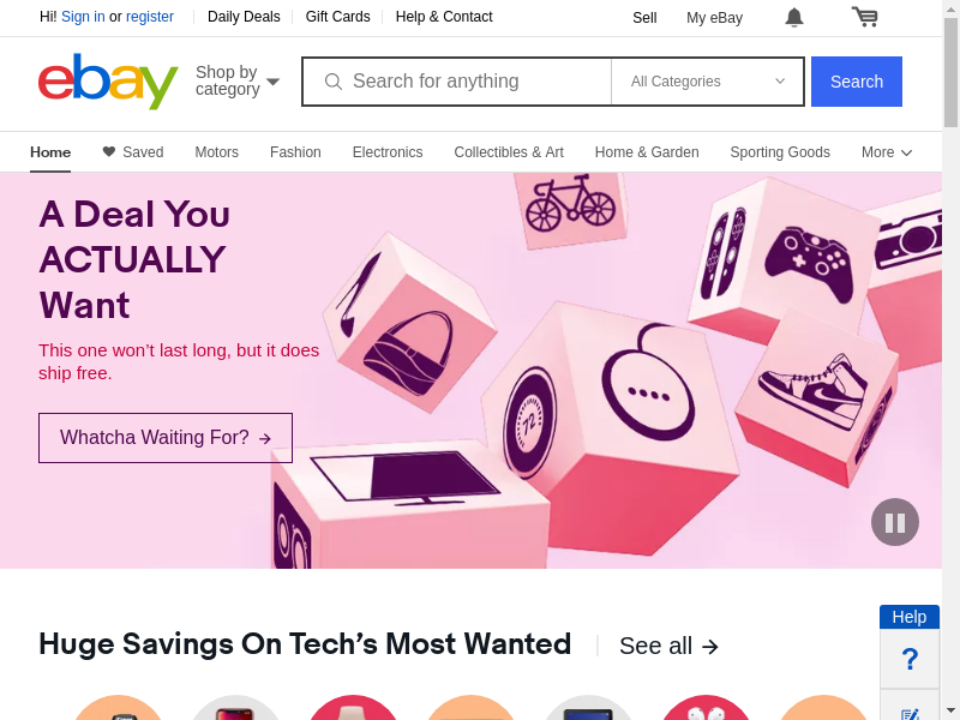 Hi! Sign in or register
Daily Deals
Gift Cards
Help & Contact
Sell
My eBay
ebay
Shop by
category
Search for anything
All Categories
Search
Home
Saved
Motors
Fashion
Electronics
Collectibles & Art
Home & Garden
Sporting Goods
More
A Deal You
ACTUALLY
Want
This one won't last long, but it does
ship free.
Whatcha Waiting For? →
72
Huge Savings On Tech's Most Wanted
See all →
Help
?